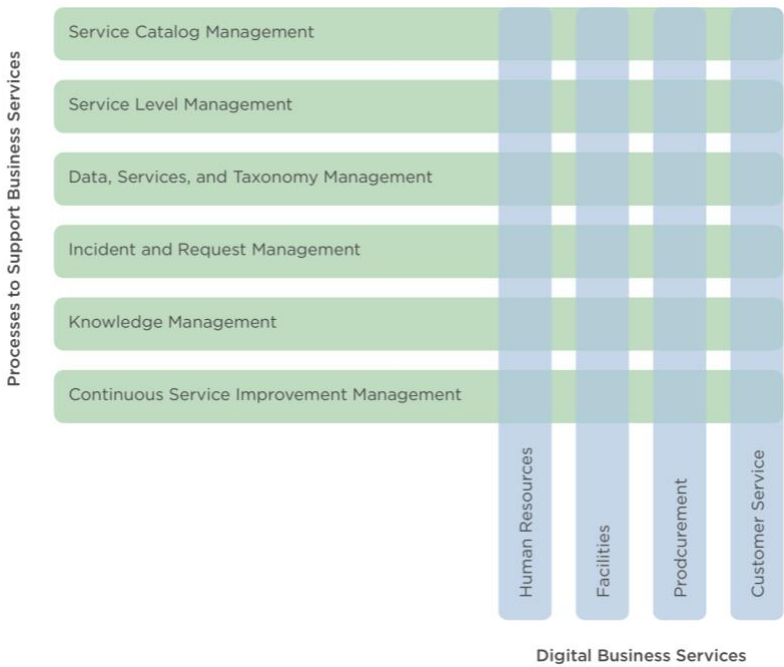 Processes to Support Business Services
Service Catalog Management
Service Level Management
Data, Services, and Taxonomy Management
Incident and Request Management
Knowledge Management
Continuous Service Improvement Management
Human Resources
Facilities
Prodcurement
Customer Service
Digital Business Services